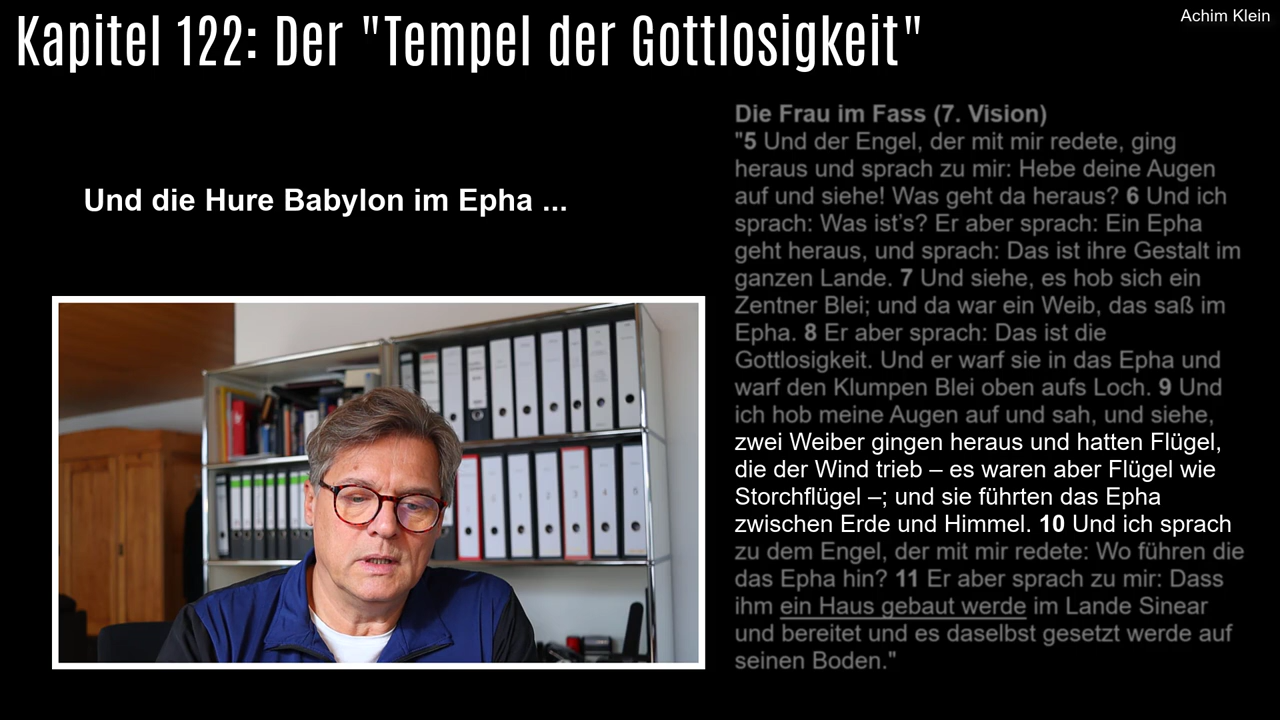 Kapitel 122: Der "Tempel der Gottlosigkeit"
Achim Klein
Und die Hure Babylon im Epha ...
Die Frau im Fass (7. Vision)
"5 Und der Engel, der mit mir redete, ging
heraus und sprach zu mir: Hebe deine Augen
auf und siehe! Was geht da heraus? 6 Und ich
sprach: Was ist’s? Er aber sprach: Ein Epha
geht heraus, und sprach: Das ist ihre Gestalt im
ganzen Lande. 7 Und siehe, es hob sich ein
Zentner Blei; und da war ein Weib, das saß im
Epha. 8 Er aber sprach: Das ist die
Gottlosigkeit. Und er warf sie in das Epha und
warf den Klumpen Blei oben aufs Loch. 9 Und
ich hob meine Augen auf und sah, und siehe,
zwei Weiber gingen heraus und hatten Flügel,
die der Wind trieb – es waren aber Flügel wie
Storchflügel –; und sie führten das Epha
zwischen Erde und Himmel. 10 Und ich sprach
zu dem Engel, der mit mir redete: Wo führen die
das Epha hin? 11 Er aber sprach zu mir: Dass
ihm ein Haus gebaut werde im Lande Sinear
und bereitet und es daselbst gesetzt werde auf
seinen Boden."